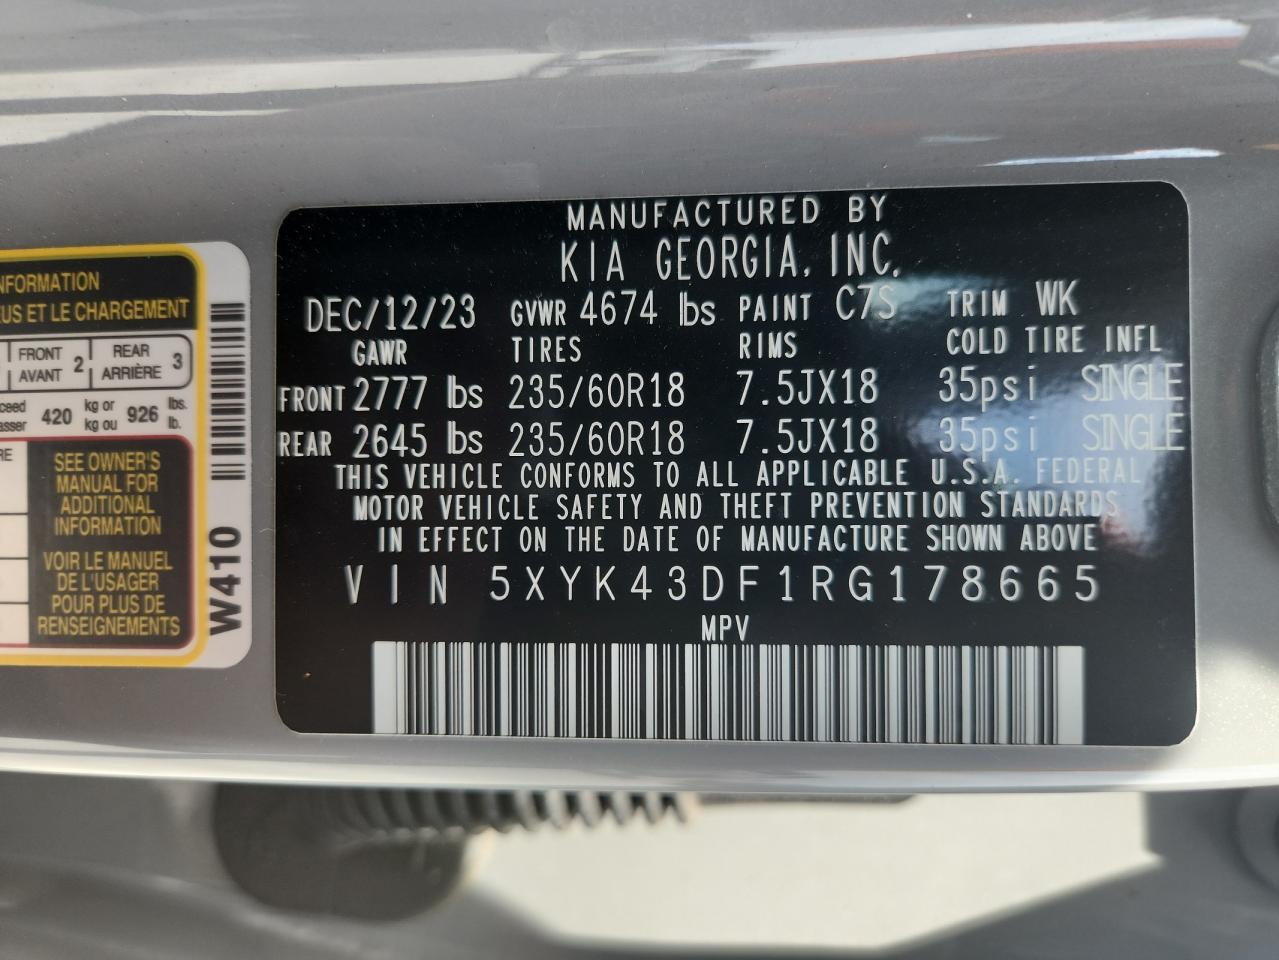 NFORMATION
US ET LE CHARGEMENT
FRONT
AVANT 2
REAR
ARRIÈRE 3
420 kg or
kg ou 926 lbs.
lb.
SEE OWNER'S
MANUAL FOR
ADDITIONAL
INFORMATION
VOIR LE MANUEL
DE L'USAGER
POUR PLUS DE
RENSEIGNEMENTS
W410
MANUFACTURED BY
KIA GEORGIA, INC.
DEC/12/23 GVWR 4674 lbs PAINT C7S TRIM WK
GAWR TIRES RIMS COLD TIRE INFL
FRONT 2777 lbs 235/60R18 7.5JX18 35psi SINGLE
REAR 2645 lbs 235/60R18 7.5JX18 35psi SINGLE
THIS VEHICLE CONFORMS TO ALL APPLICABLE U.S.A. FEDERAL
MOTOR VEHICLE SAFETY AND THEFT PREVENTION STANDARDS
IN EFFECT ON THE DATE OF MANUFACTURE SHOWN ABOVE
VIN 5XYK43DF1RG178665
MPV